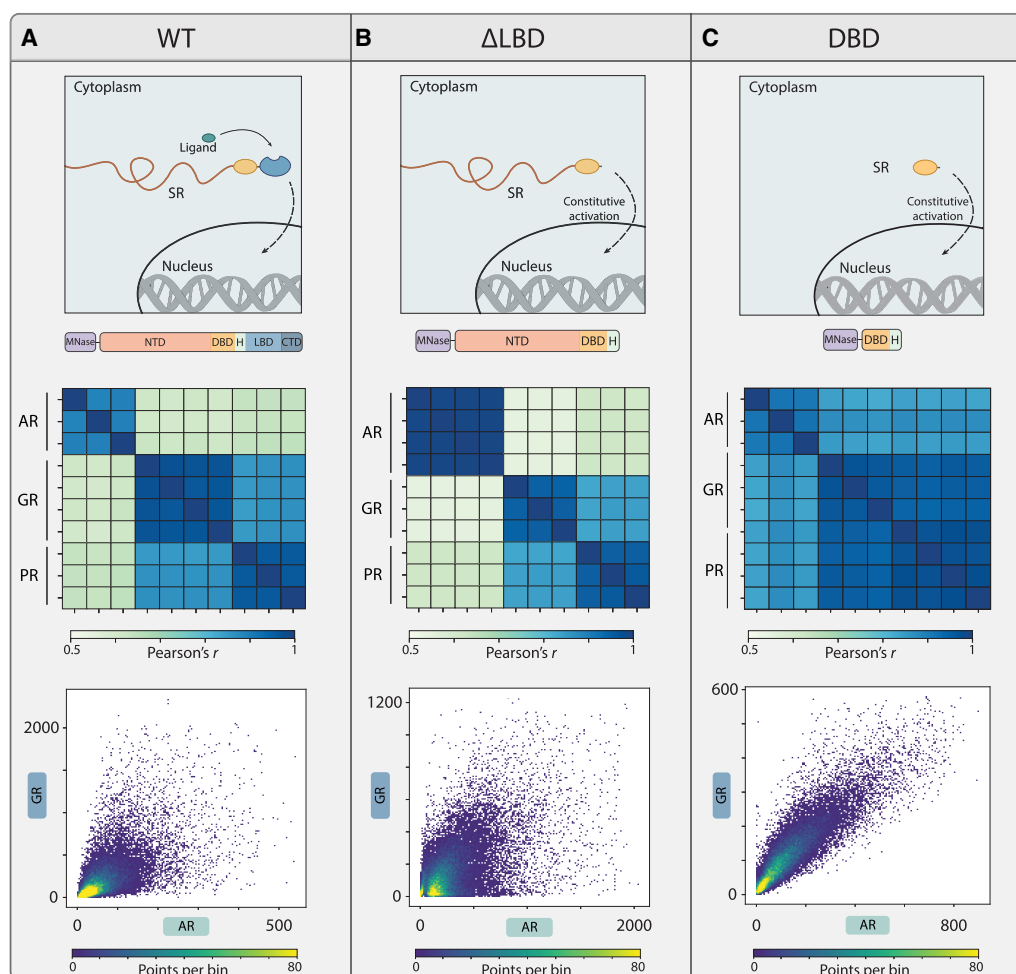 A WT
Cytoplasm
Ligand
SR
Nucleus
MNase NTD DBD H LBD CTD
AR
GR
PR
0.5 1
Pearson's r
2000
GR
0
0 AR 500
0 Points per bin 80
B ΔLBD
Cytoplasm
SR
Constitutive
activation
Nucleus
MNase NTD DBD H
AR
GR
PR
0.5 1
Pearson's r
1200
GR
0
0 AR 2000
0 Points per bin 80
C DBD
Cytoplasm
SR
Constitutive
activation
Nucleus
MNase DBD H
AR
GR
PR
0.5 1
Pearson's r
600
GR
0
0 AR 800
0 Points per bin 80